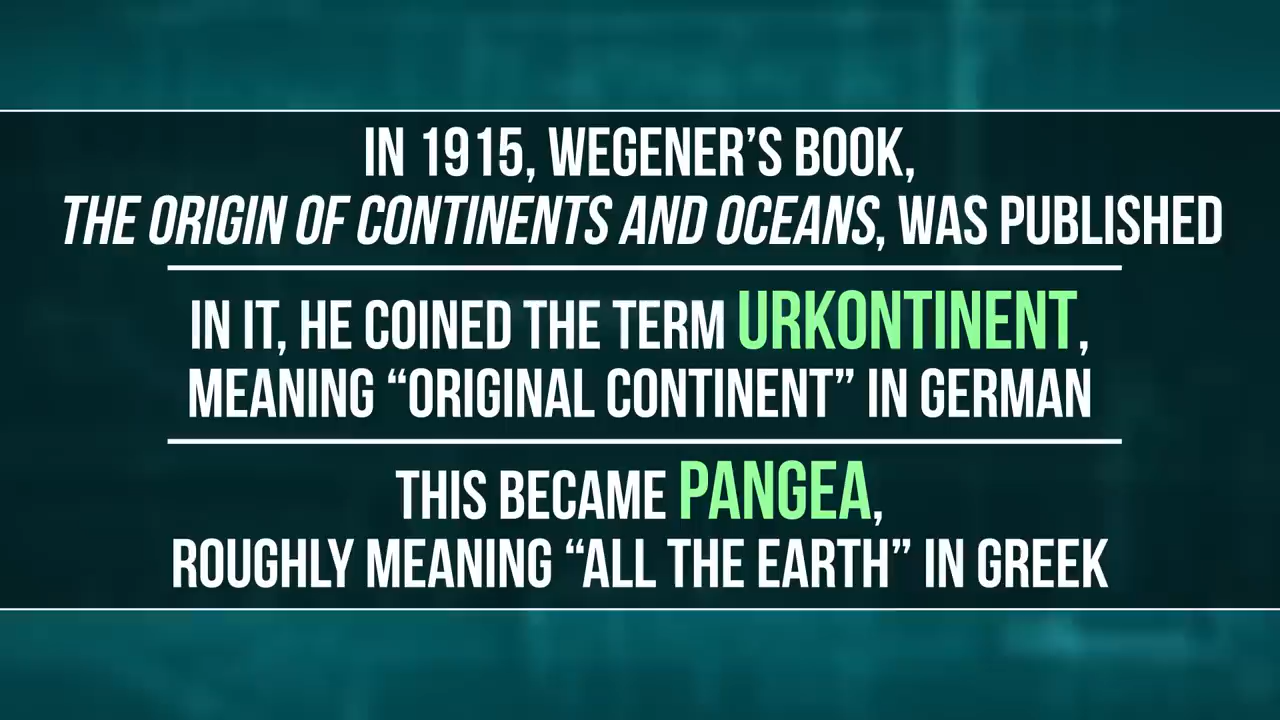 IN 1915, WEGENER'S BOOK,
THE ORIGIN OF CONTINENTS AND OCEANS, WAS PUBLISHED
IN IT, HE COINED THE TERM URKONTINENT,
MEANING “ORIGINAL CONTINENT” IN GERMAN
THIS BECAME PANGEA,
ROUGHLY MEANING “ALL THE EARTH” IN GREEK